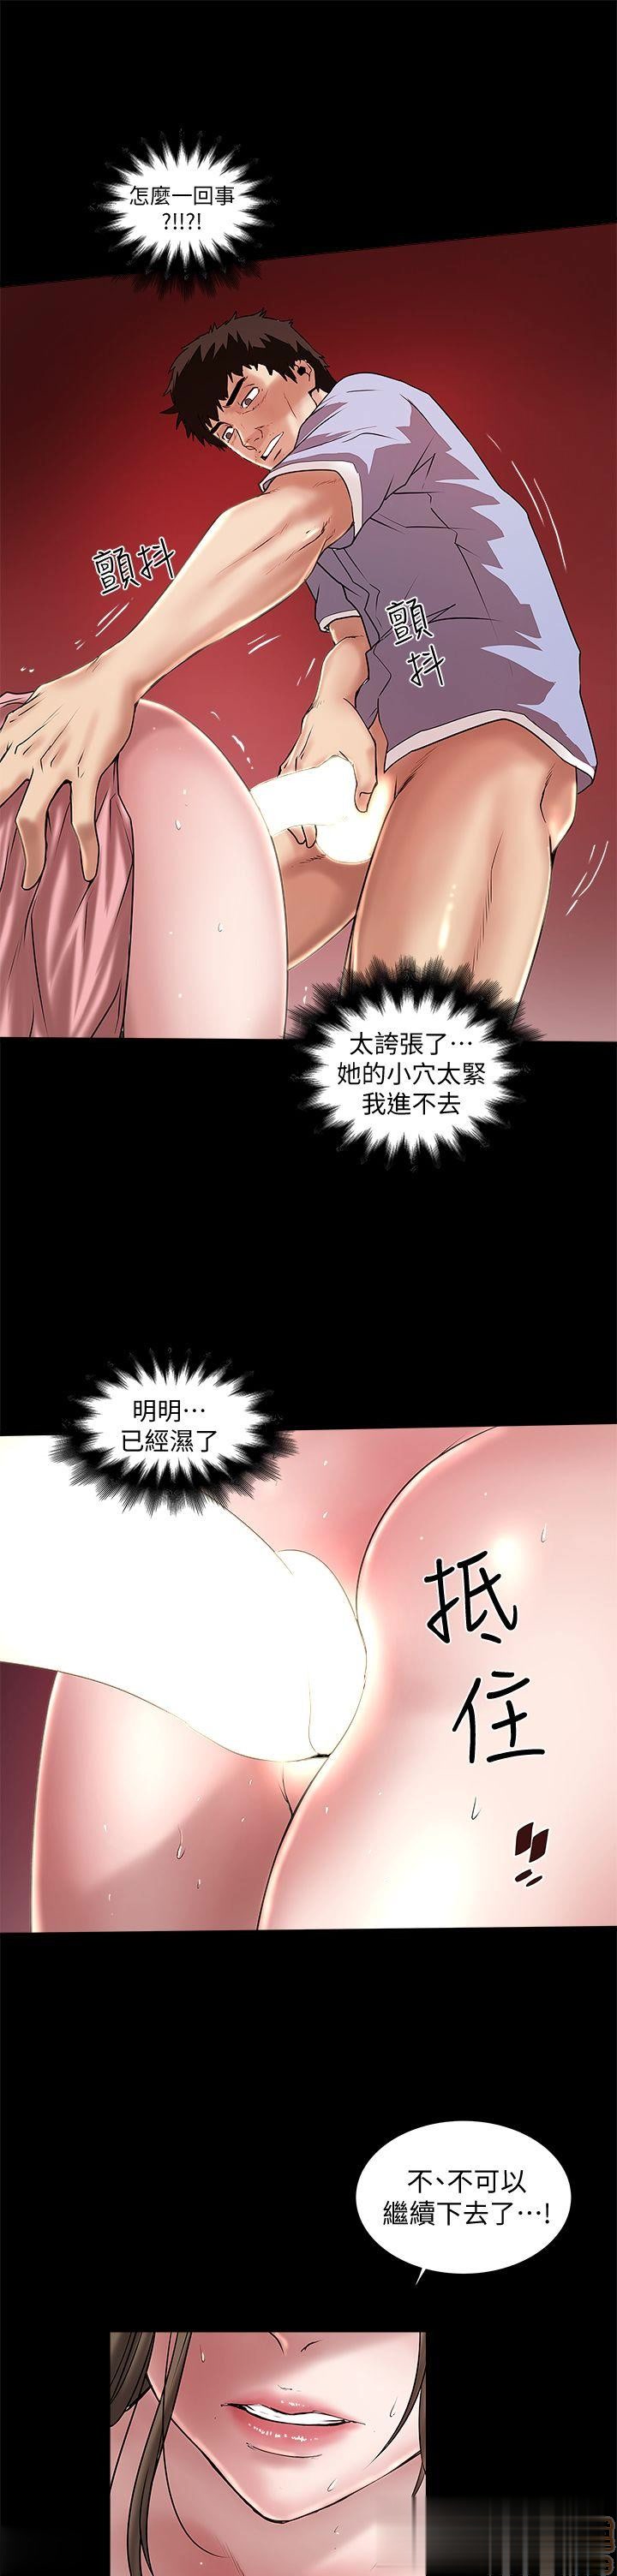 怎麼一回事
?!!?!
顫抖
顫抖
太誇張了⋯
她的小穴太緊
我進不去
明明⋯
已經濕了
抵住
不、不可以
繼續下去了⋯!